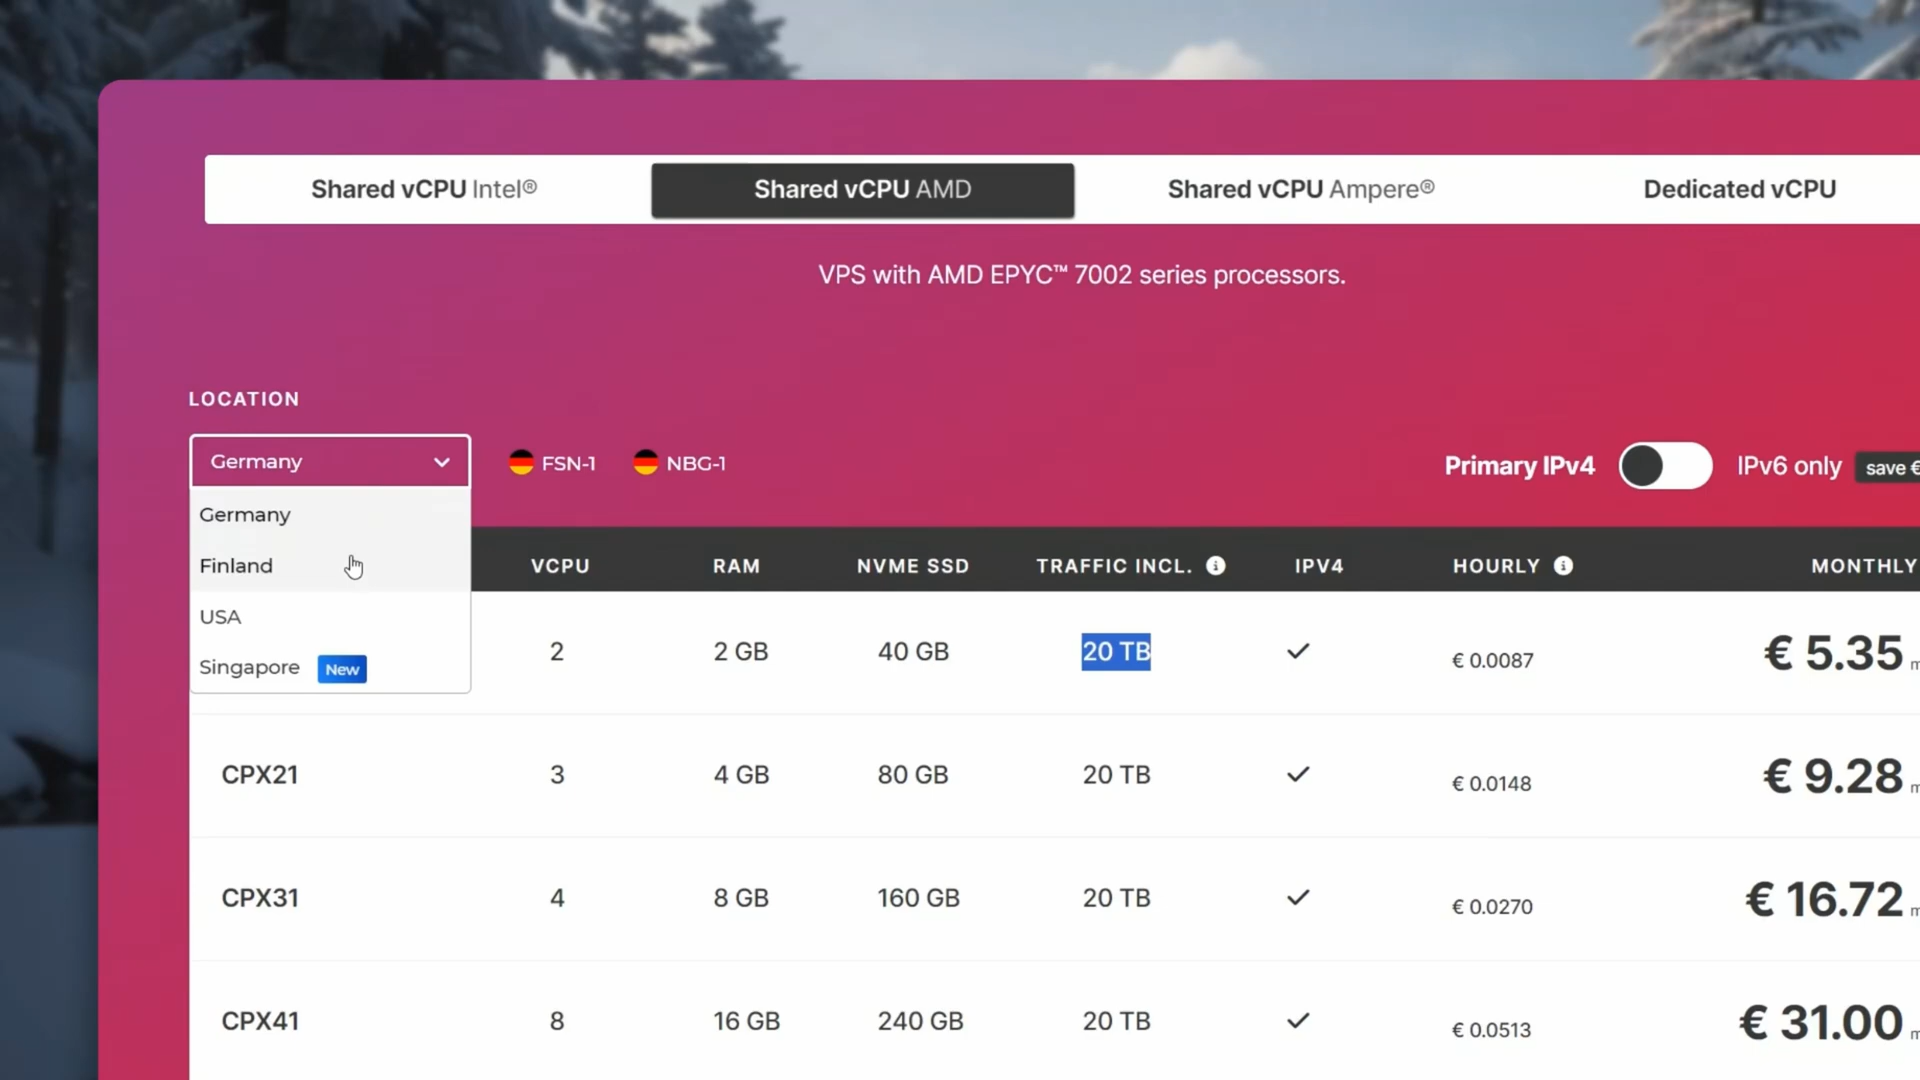 Shared vCPU Intel® Shared vCPU AMD Shared vCPU Ampere® Dedicated vCPU
VPS with AMD EPYC™ 7002 series processors.
LOCATION
Germany FSN-1 NBG-1 Primary IPv4 IPv6 only save €
Germany
Finland
USA
Singapore New
VCPU RAM NVME SSD TRAFFIC INCL. IPV4 HOURLY MONTHLY
2 2 GB 40 GB 20 TB € 0.0087 € 5.35
CPX21 3 4 GB 80 GB 20 TB € 0.0148 € 9.28
CPX31 4 8 GB 160 GB 20 TB € 0.0270 € 16.72
CPX41 8 16 GB 240 GB 20 TB € 0.0513 € 31.00